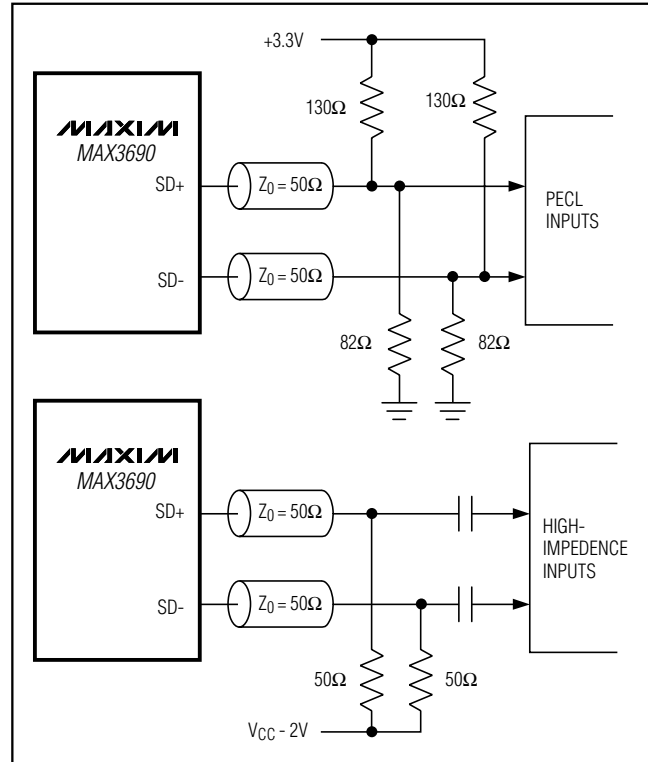 +3.3V
130Ω
130Ω
MAXIM
MAX3690
SD+
Z0 = 50Ω
PECL
INPUTS
SD-
Z0 = 50Ω
82Ω
82Ω
MAXIM
MAX3690
SD+
Z0 = 50Ω
HIGH-
IMPEDENCE
INPUTS
SD-
Z0 = 50Ω
50Ω
50Ω
VCC - 2V